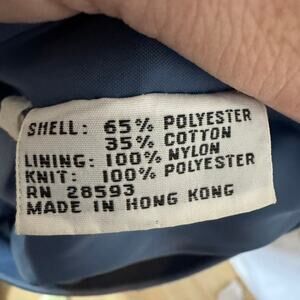 SHELL: 65% POLYESTER
35% COTTON
LINING: 100% NYLON
KNIT: 100% POLYESTER
RN 28593
MADE IN HONG KONG